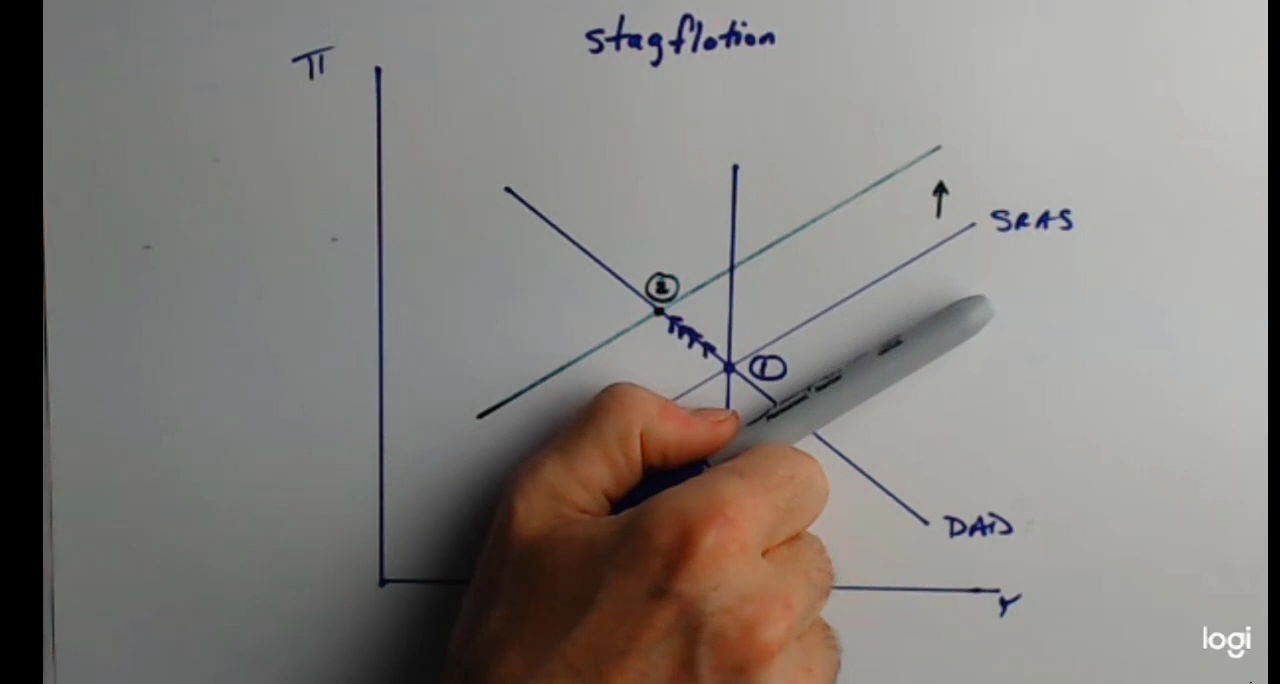 stagflation
π
SRAS
②
①
DAD
Y
logi